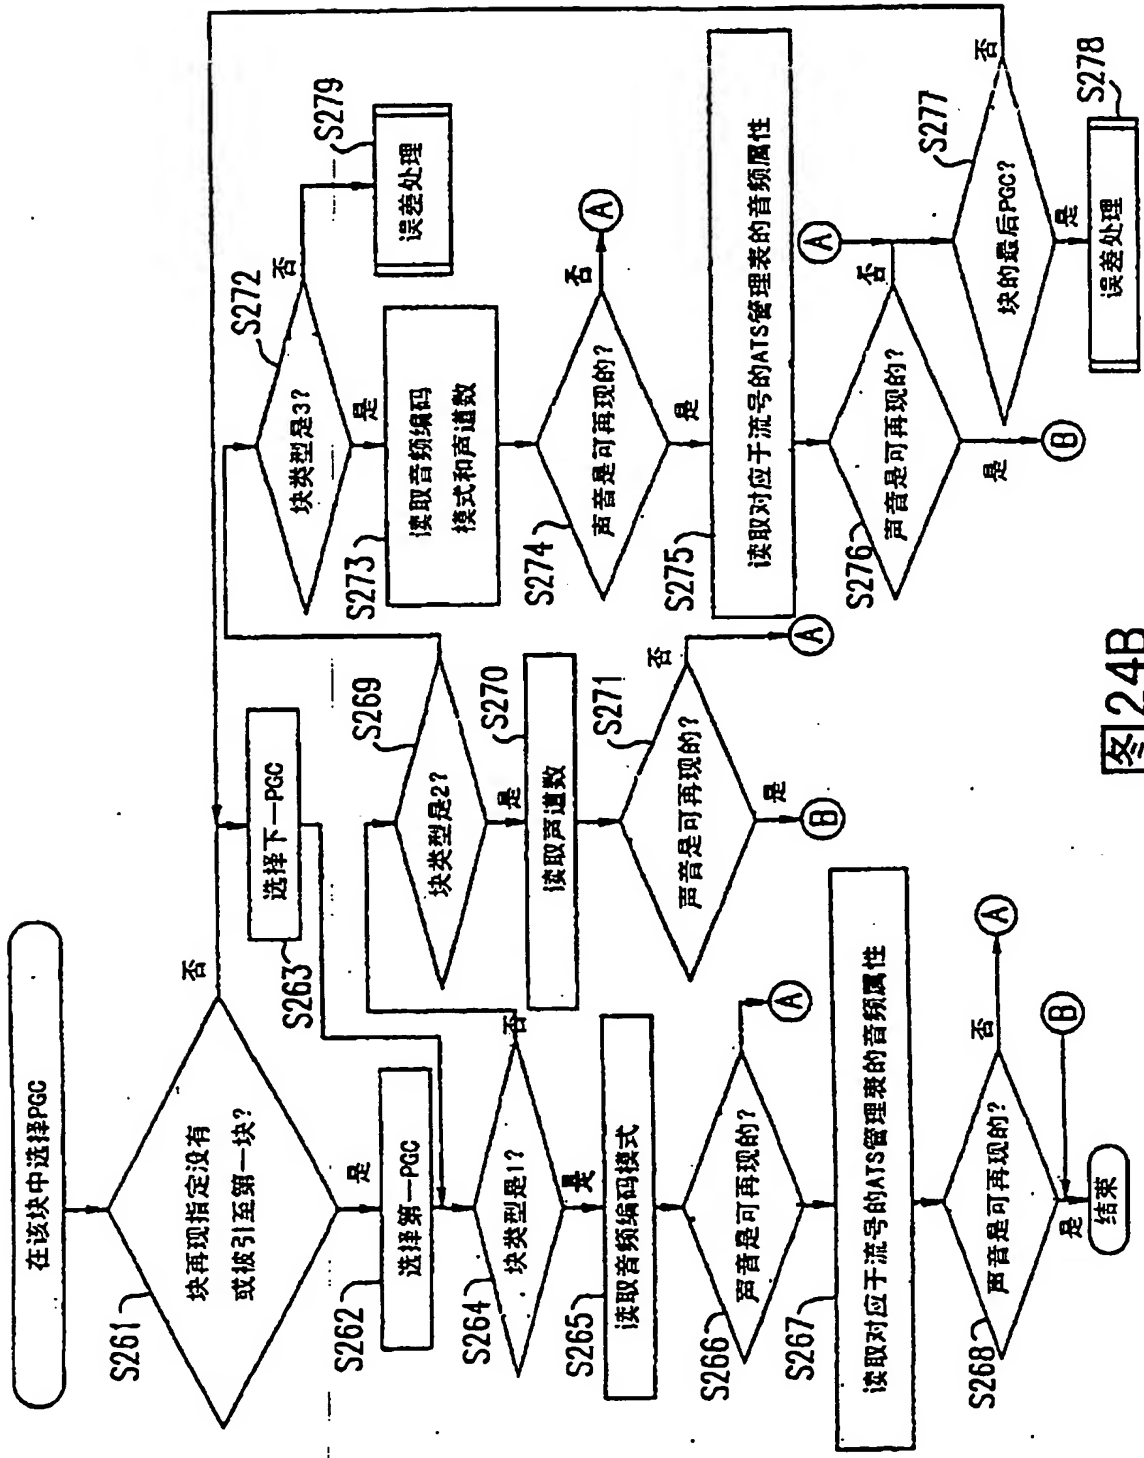 在该块中选择PGC
块再现指定没有
或被引至第一块?
S261
否
是
选择下一PGC
S263
选择第一PGC
S262
块类型是1?
S264
否
是
读取音频编码模式
S265
声音是可再现的?
S266
A
读取对应于流号的ATS管理表的音频属性
S267
声音是可再现的?
S268
否
A
是
B
结束
块类型是2?
S269
是
读取声道数
S270
声音是可再现的?
S271
否
A
是
B
块类型是3?
S272
否
误差处理
S279
是
读取音频编码
模式和声道数
S273
声音是可再现的?
S274
否
A
是
读取对应于流号的ATS管理表的音频属性
S275
声音是可再现的?
S276
否
A
是
B
块的最后PGC?
S277
否
是
误差处理
S278
图24B